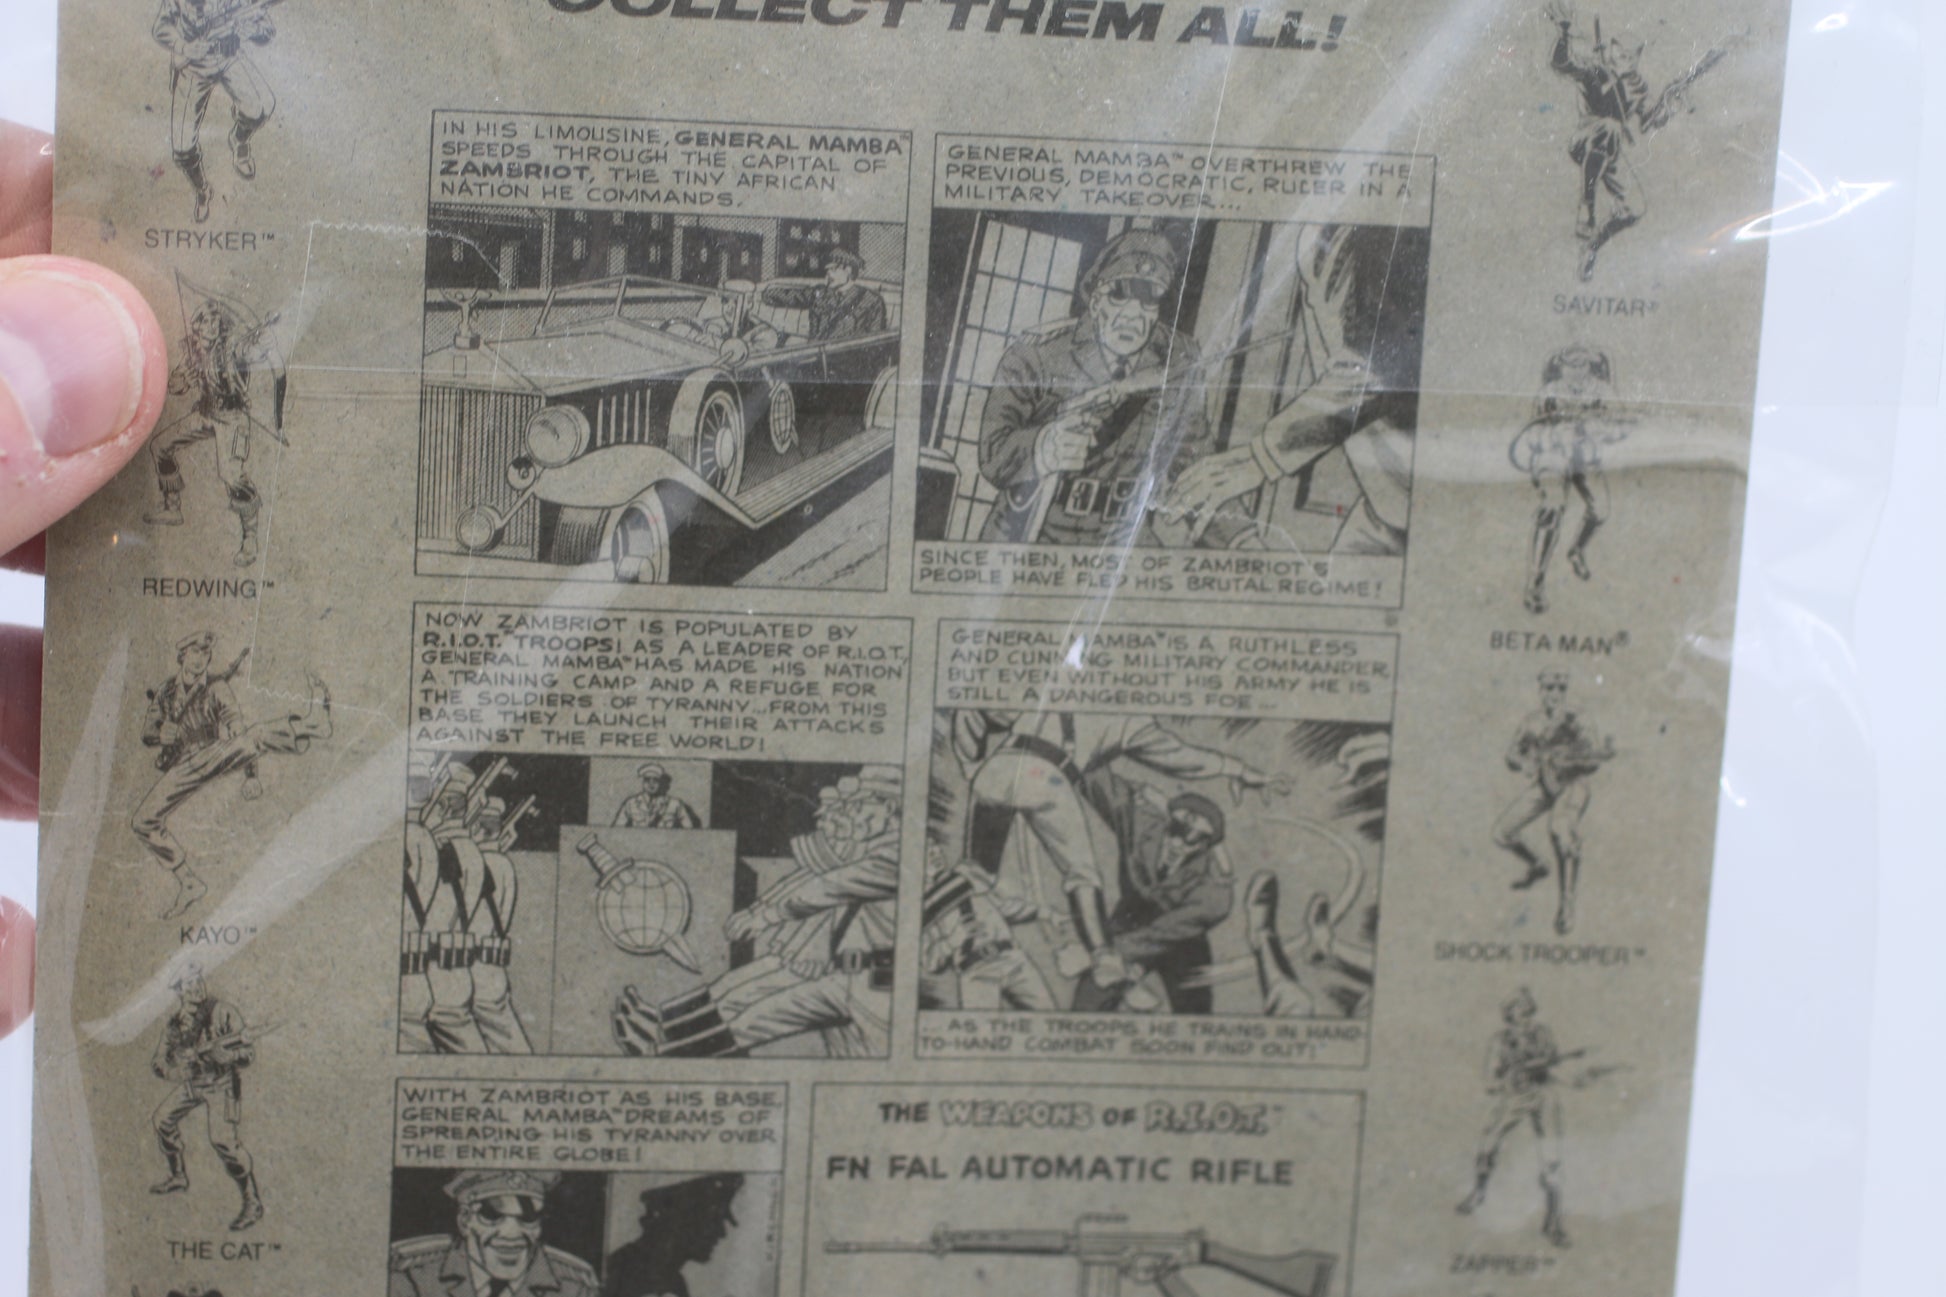 COLLECT THEM ALL!
STRYKER™
REDWING™
KAYO™
THE CAT™
IN HIS LIMOUSINE, GENERAL MAMBA™
SPEEDS THROUGH THE CAPITAL OF
ZAMBRIOT, THE TINY AFRICAN
NATION HE COMMANDS.
GENERAL MAMBA™ OVERTHREW THE
PREVIOUS, DEMOCRATIC, RULER IN A
MILITARY TAKEOVER...
SINCE THEN, MOST OF ZAMBRIOT'S
PEOPLE HAVE FLED HIS BRUTAL REGIME!
NOW ZAMBRIOT IS POPULATED BY
R.I.O.T.™ TROOPS! AS A LEADER OF R.I.O.T.,
GENERAL MAMBA™ HAS MADE HIS NATION
A TRAINING CAMP AND A REFUGE FOR
THE SOLDIERS OF TYRANNY...FROM THIS
BASE THEY LAUNCH THEIR ATTACKS
AGAINST THE FREE WORLD!
GENERAL MAMBA™ IS A RUTHLESS
AND CUNNING MILITARY COMMANDER,
BUT EVEN WITHOUT HIS ARMY HE IS
STILL A DANGEROUS FOE...
...AS THE TROOPS HE TRAINS IN HAND-
TO-HAND COMBAT SOON FIND OUT!
WITH ZAMBRIOT AS HIS BASE,
GENERAL MAMBA™ DREAMS OF
SPREADING HIS TYRANNY OVER
THE ENTIRE GLOBE!
THE WEAPONS OF R.I.O.T.™
FN FAL AUTOMATIC RIFLE
SAVITAR®
BETA MAN®
SHOCK TROOPER™
ZAPPER™